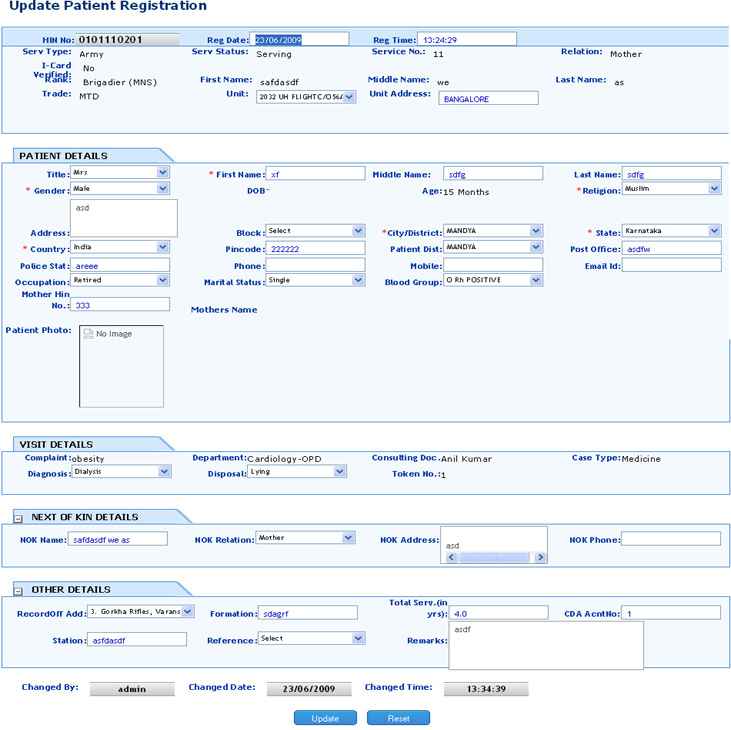 Update Patient Registration
HIN No: 0101110201 Reg Date: 23/06/2009 Reg Time: 13:24:29
Serv Type: Army Serv Status: Serving Service No.: 11 Relation: Mother
I-Card Verified: No
Rank: Brigadier (MNS) First Name: safdasdf Middle Name: we Last Name: as
Trade: MTD Unit: 2032 UH FLIGHTC/O56A Unit Address: BANGALORE
PATIENT DETAILS
Title: Mrs * First Name: xf Middle Name: sdfg Last Name: sdfg
* Gender: Male DOB- Age: 15 Months * Religion: Muslim
Address: asd Block: Select * City/District: MANDYA * State: Karnataka
* Country: India Pincode: 222222 Patient Dist: MANDYA Post Office: asdfw
Police Stat: areee Phone: Mobile: Email Id:
Occupation: Retired Marital Status: Single Blood Group: O Rh POSITIVE
Mother Hin No.: 333 Mothers Name
Patient Photo: No Image
VISIT DETAILS
Complaint: obesity Department: Cardiology-OPD Consulting Doc. Anil Kumar Case Type: Medicine
Diagnosis: Dialysis Disposal: Lying Token No.: 1
NEXT OF KIN DETAILS
NOK Name: safdasdf we as NOK Relation: Mother NOK Address: asd NOK Phone:
OTHER DETAILS
RecordOff Add: 3. Gorkha Rifles, Varans Formation: sdagrf Total Serv.(in yrs): 4.0 CDA AcntNo: 1
Station: asfdasdf Reference: Select Remarks: asdf
Changed By: admin Changed Date: 23/06/2009 Changed Time: 13:34:39
Update Reset